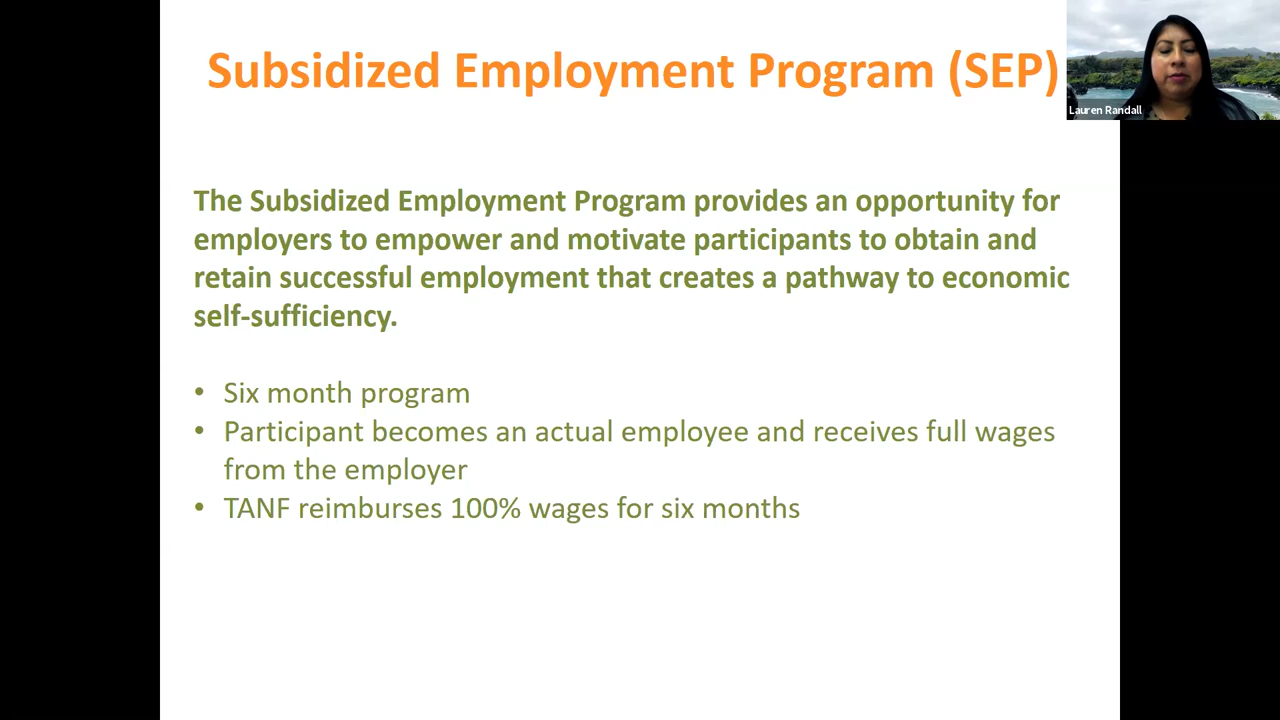 Subsidized Employment Program (SEP)
Lauren Randall
The Subsidized Employment Program provides an opportunity for
employers to empower and motivate participants to obtain and
retain successful employment that creates a pathway to economic
self-sufficiency.
• Six month program
• Participant becomes an actual employee and receives full wages
from the employer
• TANF reimburses 100% wages for six months